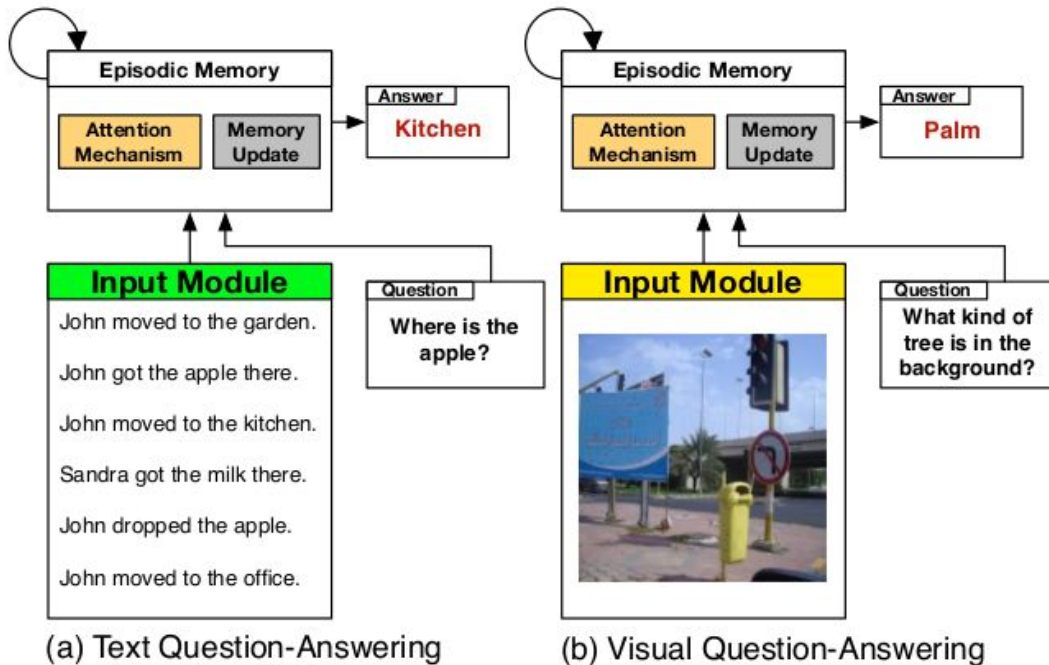 Episodic Memory
Attention
Mechanism
Memory
Update
Answer
Kitchen
Input Module
John moved to the garden.
John got the apple there.
John moved to the kitchen.
Sandra got the milk there.
John dropped the apple.
John moved to the office.
Question
Where is the
apple?
(a) Text Question-Answering
Episodic Memory
Attention
Mechanism
Memory
Update
Answer
Palm
Input Module
Question
What kind of
tree is in the
background?
(b) Visual Question-Answering